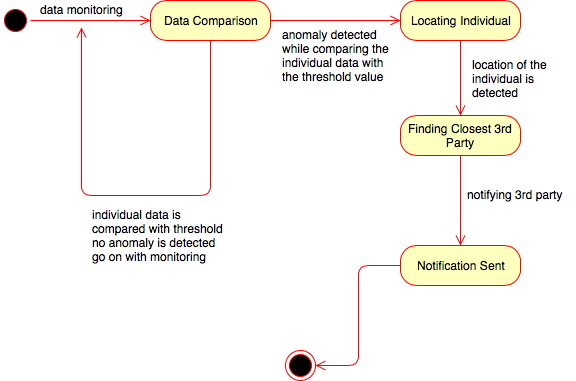 data monitoring
Data Comparison
anomaly detected
while comparing the
individual data with
the threshold value
Locating Individual
location of the
individual is
detected
Finding Closest 3rd
Party
notifying 3rd party
individual data is
compared with threshold
no anomaly is detected
go on with monitoring
Notification Sent